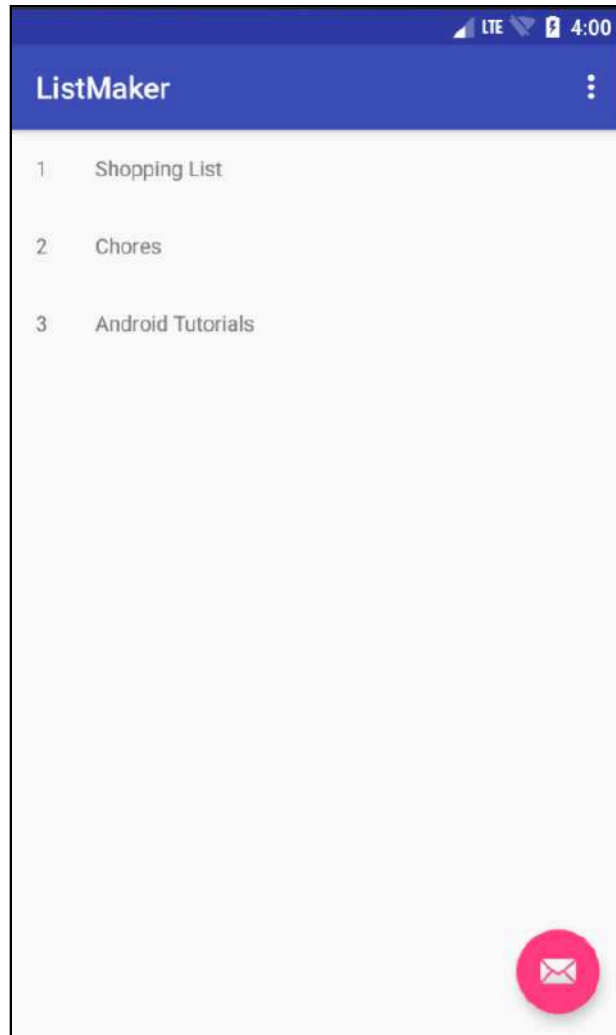 LTE 4:00
ListMaker
1 Shopping List
2 Chores
3 Android Tutorials